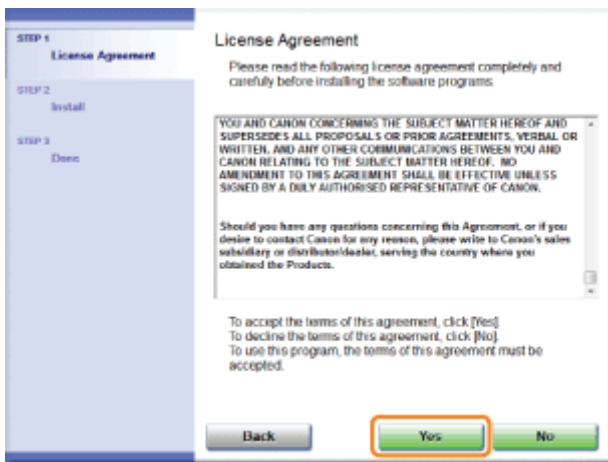 STEP 1
License Agreement
STEP 2
Install
STEP 3
Done
License Agreement
Please read the following license agreement completely and
carefully before installing the software programs.
YOU AND CANON CONCERNING THE SUBJECT MATTER HEREOF AND
SUPERSEDES ALL PROPOSALS OR PRIOR AGREEMENTS, VERBAL OR
WRITTEN, AND ANY OTHER COMMUNICATIONS BETWEEN YOU AND
CANON RELATING TO THE SUBJECT MATTER HEREOF. NO
AMENDMENT TO THIS AGREEMENT SHALL BE EFFECTIVE UNLESS
SIGNED BY A DULY AUTHORISED REPRESENTATIVE OF CANON.
Should you have any questions concerning this Agreement, or if you
desire to contact Canon for any reason, please write to Canon's sales
subsidiary or distributor/dealer, serving the country where you
obtained the Products.
To accept the terms of this agreement, click [Yes].
To decline the terms of this agreement, click [No].
To use this program, the terms of this agreement must be
accepted.
Back
Yes
No